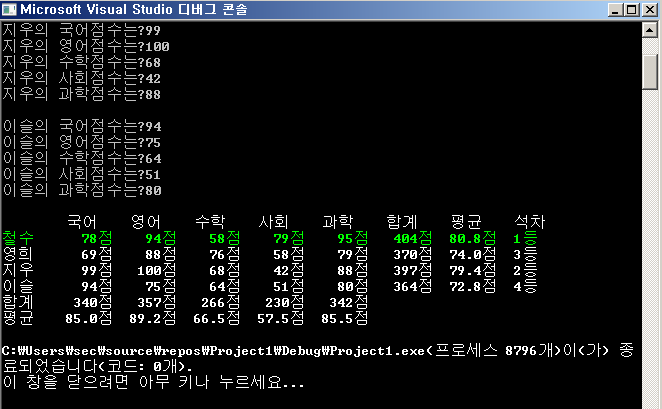 Microsoft Visual Studio 디버그 콘솔
지우의 국어점수는?99
지우의 영어점수는?100
지우의 수학점수는?68
지우의 사회점수는?42
지우의 과학점수는?88
이슬의 국어점수는?94
이슬의 영어점수는?75
이슬의 수학점수는?64
이슬의 사회점수는?51
이슬의 과학점수는?80
국어 영어 수학 사회 과학 합계 평균 석차
철수 78점 94점 58점 79점 95점 404점 80.8점 1등
영희 69점 88점 76점 58점 79점 370점 74.0점 3등
지우 99점 100점 68점 42점 88점 397점 79.4점 2등
이슬 94점 75점 64점 51점 80점 364점 72.8점 4등
합계 340점 357점 266점 230점 342점
평균 85.0점 89.2점 66.5점 57.5점 85.5점
C:₩Users₩sec₩source₩repos₩Project1₩Debug₩Project1.exe(프로세스 8796개)이(가) 종
료되었습니다(코드: 0개).
이 창을 닫으려면 아무 키나 누르세요...